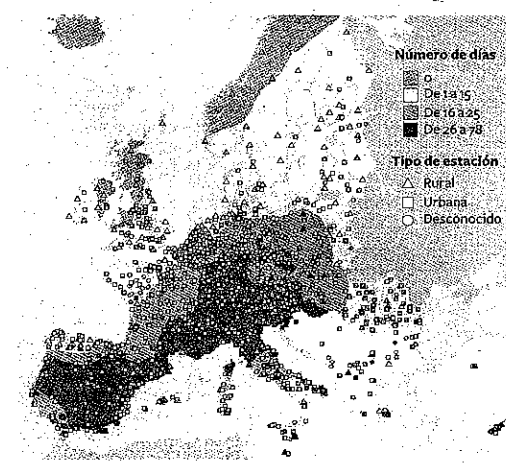 Número de días
0
De 1 a 15
De 16 a 25
De 26 a 78
Tipo de estación
Rural
Urbana
Desconocido